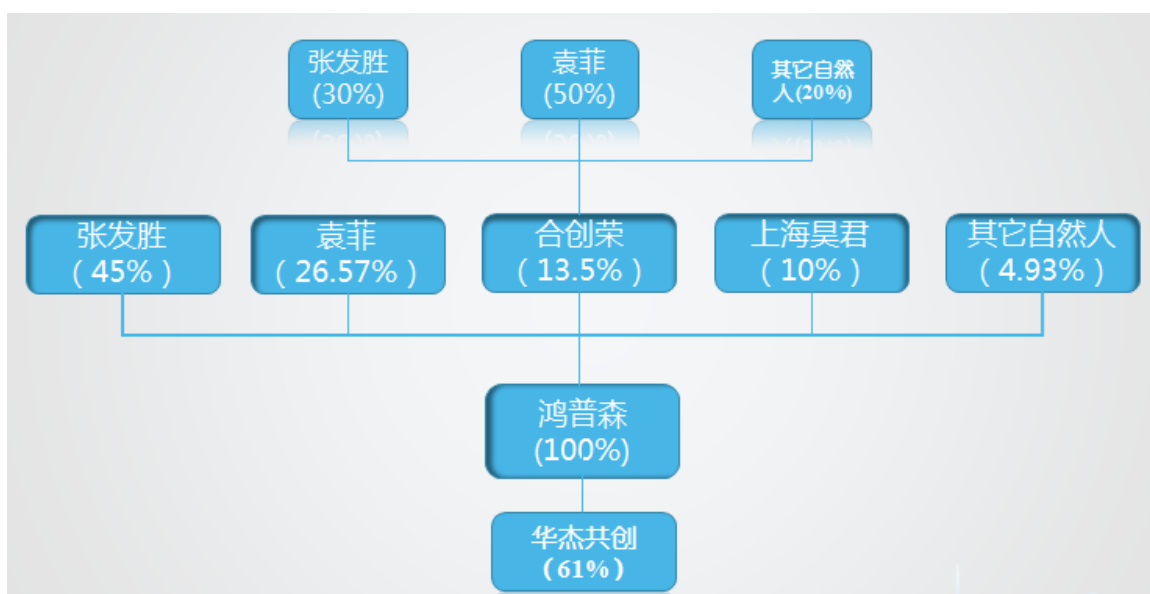 张发胜
(30%)
袁菲
(50%)
其它自然
人(20%)
张发胜
（45%）
袁菲
（26.57%）
合创荣
（13.5%）
上海昊君
（10%）
其它自然人
（4.93%）
鸿普森
(100%)
华杰共创
（61%）